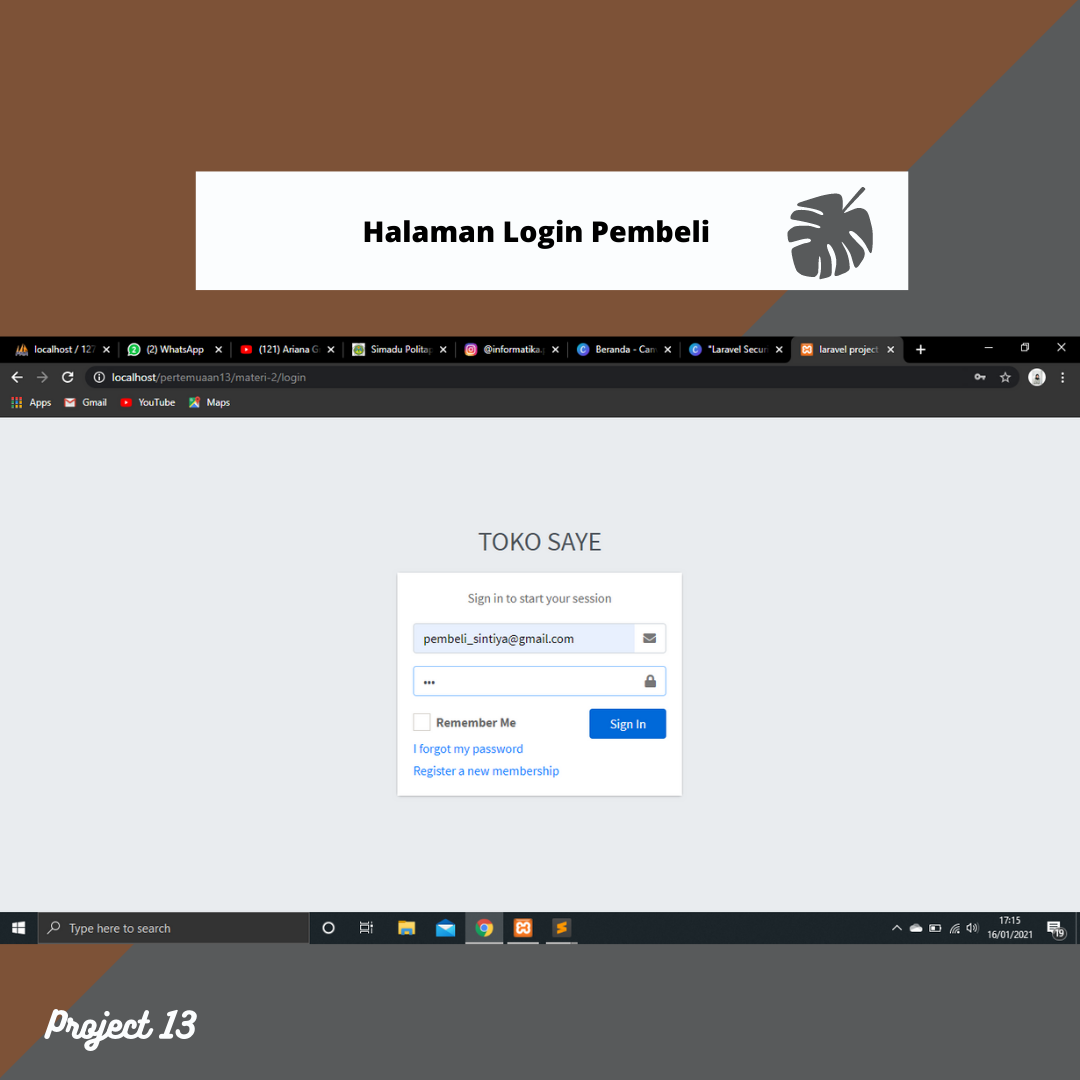 Halaman Login Pembeli
localhost / 127
(2) WhatsApp
(121) Ariana G
Simadu Politap
@informatika.
Beranda - Can
"Laravel Secur
laravel project
localhost/pertemuaan13/materi-2/login
Apps
Gmail
YouTube
Maps
TOKO SAYE
Sign in to start your session
pembeli_sintiya@gmail.com
•••
Remember Me
Sign In
I forgot my password
Register a new membership
Type here to search
17:15
16/01/2021
19
Project 13